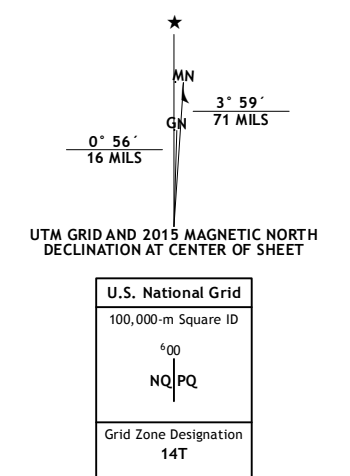 ★
MN
3° 59´
71 MILS
GN
0° 56´
16 MILS
UTM GRID AND 2015 MAGNETIC NORTH
DECLINATION AT CENTER OF SHEET
U.S. National Grid
100,000-m Square ID
⁶00
NQ PQ
Grid Zone Designation
14T